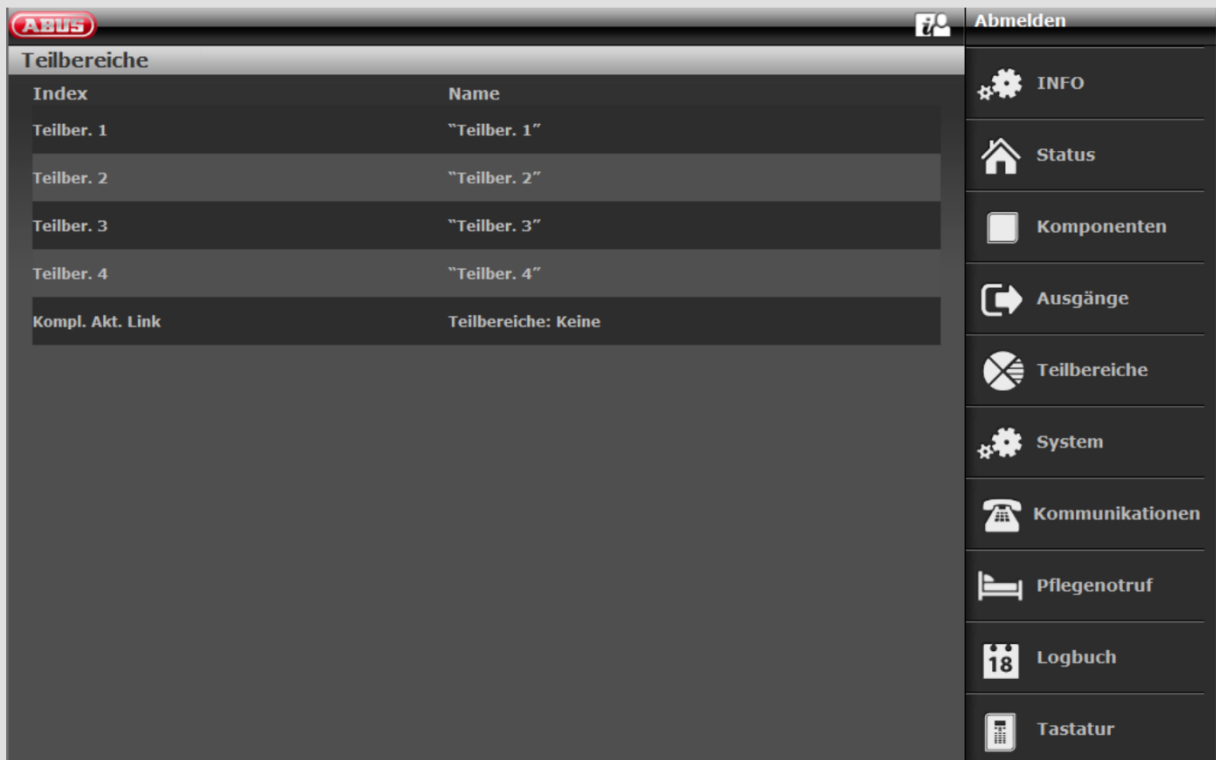 ABUS
Abmelden
Teilbereiche
Index Name
Teilber. 1 "Teilber. 1"
Teilber. 2 "Teilber. 2"
Teilber. 3 "Teilber. 3"
Teilber. 4 "Teilber. 4"
Kompl. Akt. Link Teilbereiche: Keine
INFO
Status
Komponenten
Ausgänge
Teilbereiche
System
Kommunikationen
Pflegenotruf
18 Logbuch
Tastatur